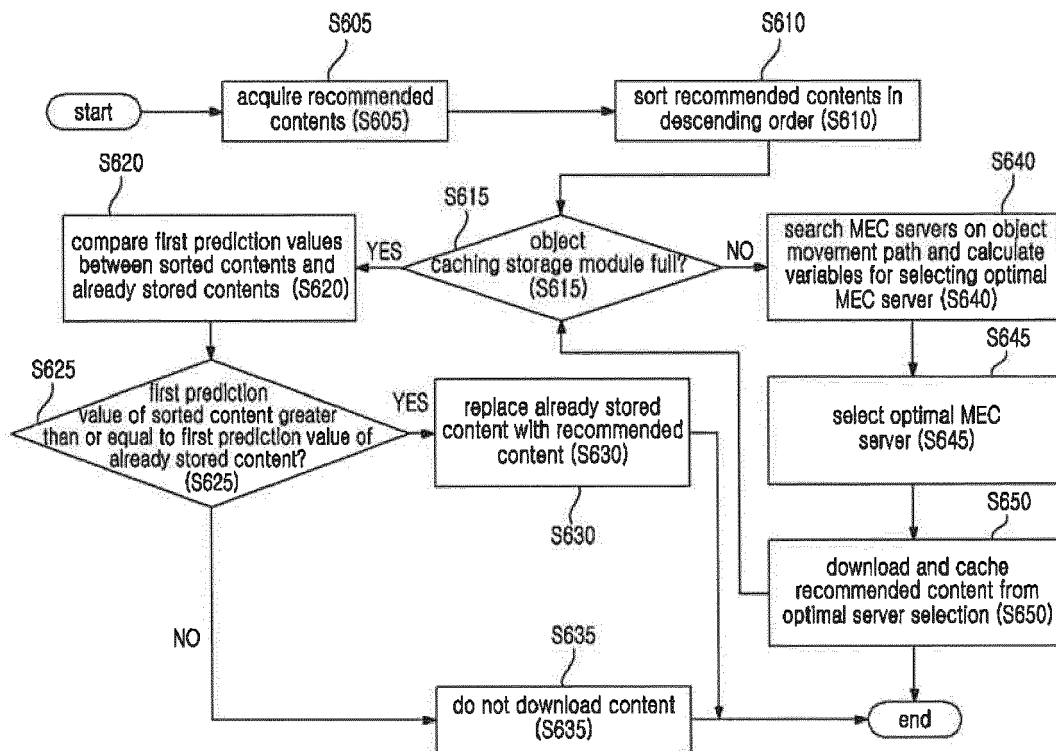 S605
S610
start
acquire recommended
contents (S605)
sort recommended contents in
descending order (S610)
S620
S615
S640
compare first prediction values
between sorted contents and
already stored contents (S620)
YES
object
caching storage module full?
(S615)
NO
search MEC servers on object
movement path and calculate
variables for selecting optimal
MEC server (S640)
S625
S645
first prediction
value of sorted content greater
than or equal to first prediction value of
already stored content?
(S625)
YES
replace already stored
content with recommended
content (S630)
S630
select optimal MEC
server (S645)
S650
download and cache
recommended content from
optimal server selection (S650)
NO
S635
do not download content
(S635)
end